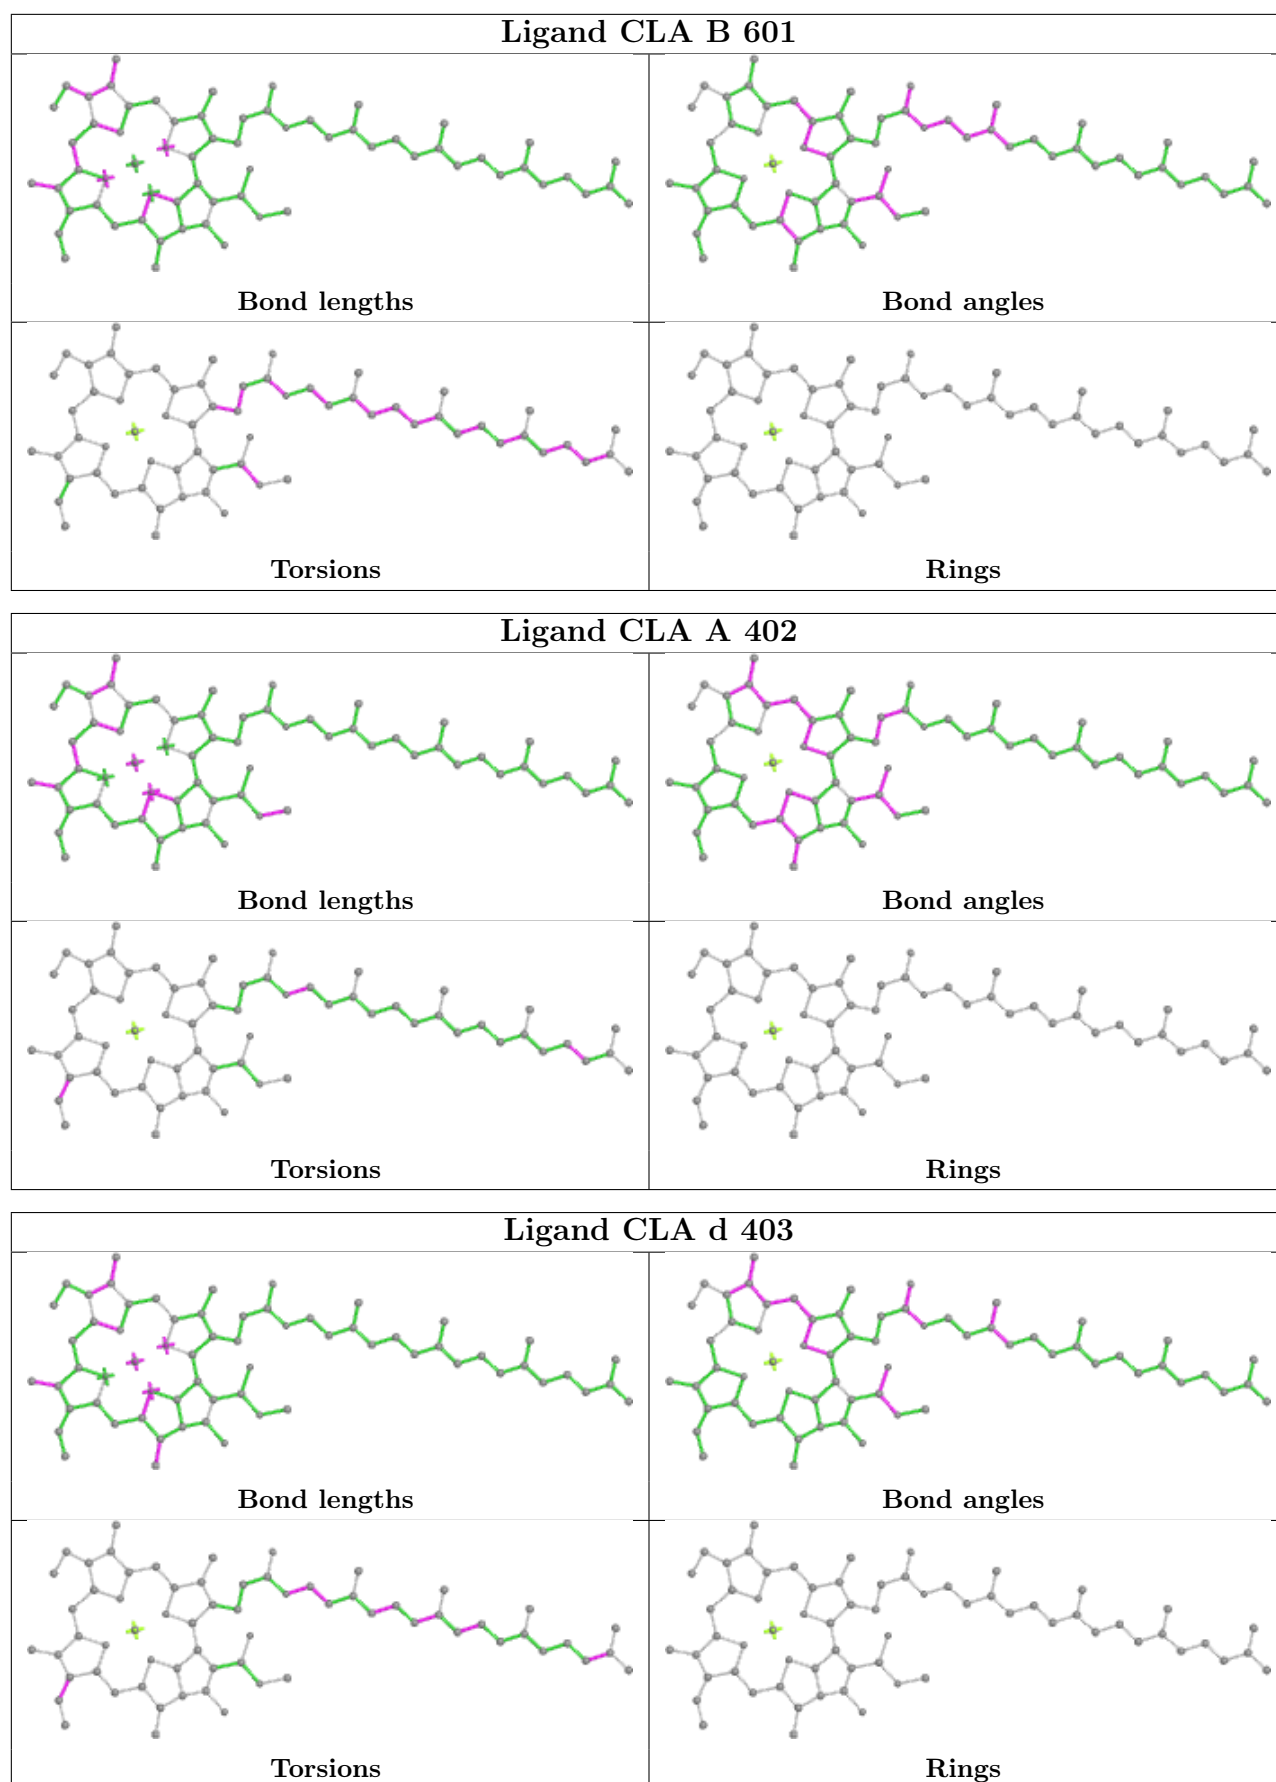 Ligand CLA B 601
Bond lengths
Bond angles
Torsions
Rings
Ligand CLA A 402
Bond lengths
Bond angles
Torsions
Rings
Ligand CLA d 403
Bond lengths
Bond angles
Torsions
Rings